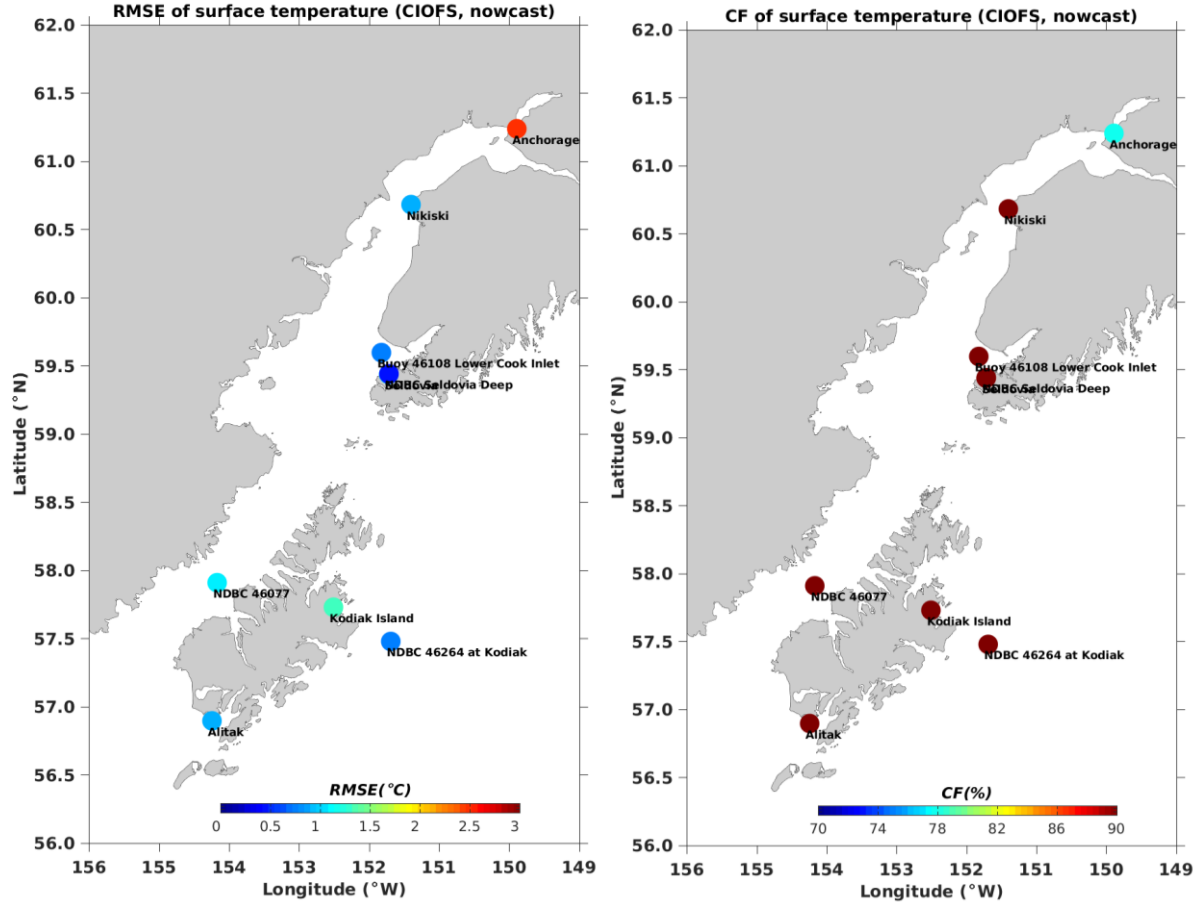 RMSE of surface temperature (CIOFS, nowcast)
62.0
61.5
61.0
60.5
60.0
59.5
59.0
58.5
58.0
57.5
57.0
56.5
56.0
Latitude (°N)
156
155
154
153
152
151
150
149
Longitude (°W)
Anchorage
Nikiski
Buoy 46108 Lower Cook Inlet
Seldovia Deep
NDBC 46077
Kodiak Island
NDBC 46264 at Kodiak
Alitak
RMSE(°C)
0
0.5
1
1.5
2
2.5
3
CF of surface temperature (CIOFS, nowcast)
62.0
61.5
61.0
60.5
60.0
59.5
59.0
58.5
58.0
57.5
57.0
56.5
56.0
Latitude (°N)
156
155
154
153
152
151
150
149
Longitude (°W)
Anchorage
Nikiski
Buoy 46108 Lower Cook Inlet
Seldovia Deep
NDBC 46077
Kodiak Island
NDBC 46264 at Kodiak
Alitak
CF(%)
70
74
78
82
86
90